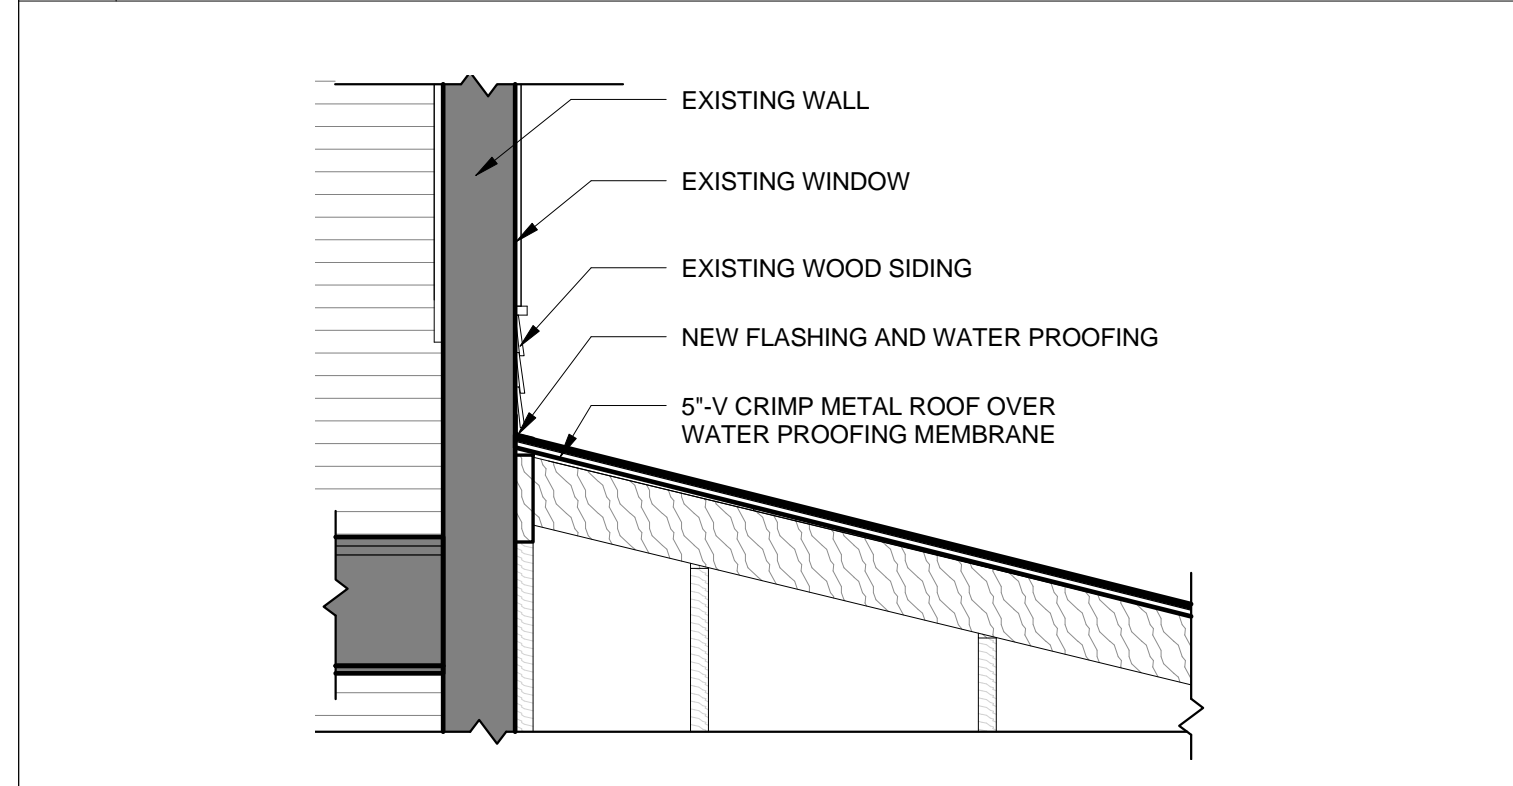 EXISTING WALL
EXISTING WINDOW
EXISTING WOOD SIDING
NEW FLASHING AND WATER PROOFING
5"-V CRIMP METAL ROOF OVER
WATER PROOFING MEMBRANE